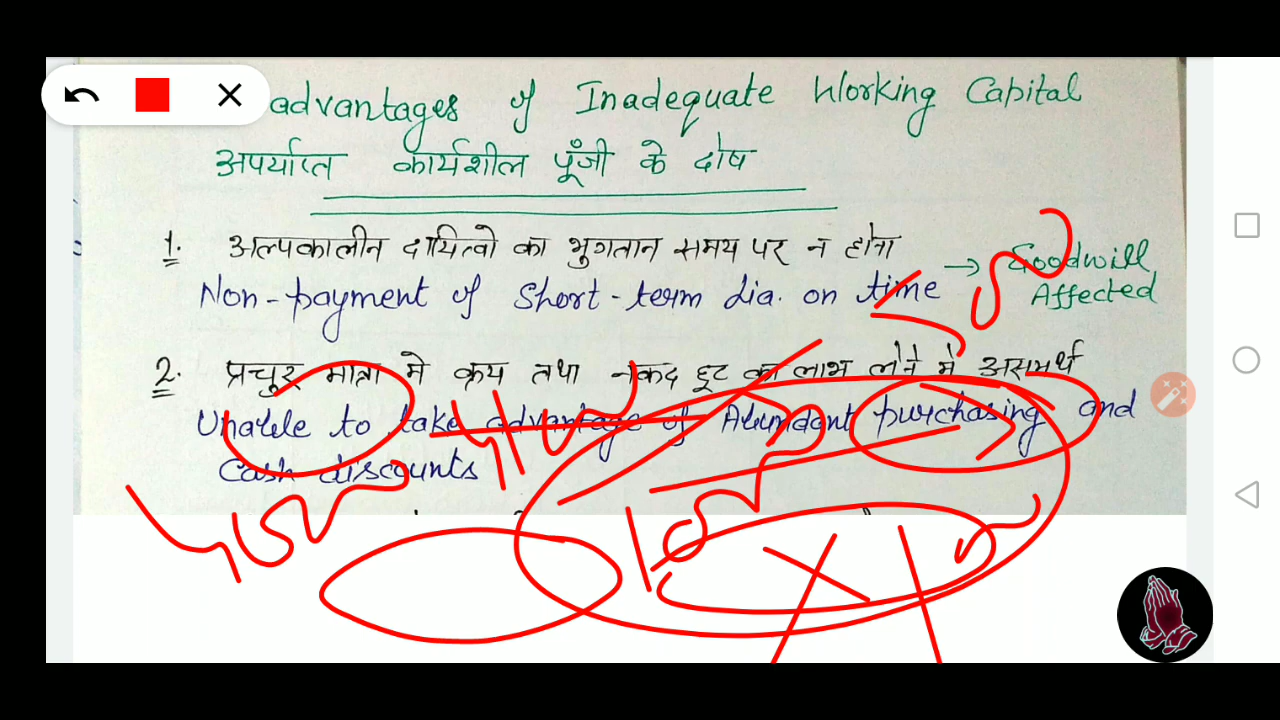 advantages of Inadequate Working Capital
अपर्याप्त कार्यशील पूँजी के दोष
1. अल्पकालीन दायित्वो का भुगतान समय पर न होना
Non-payment of Short-term Lia. on time → Goodwill Affected
2. प्रचुर मात्रा मे क्रय तथा नकद छूट का लाभ लेने मे असमर्थ
Unable to take advantage of Abundant purchasing and
Cash discounts